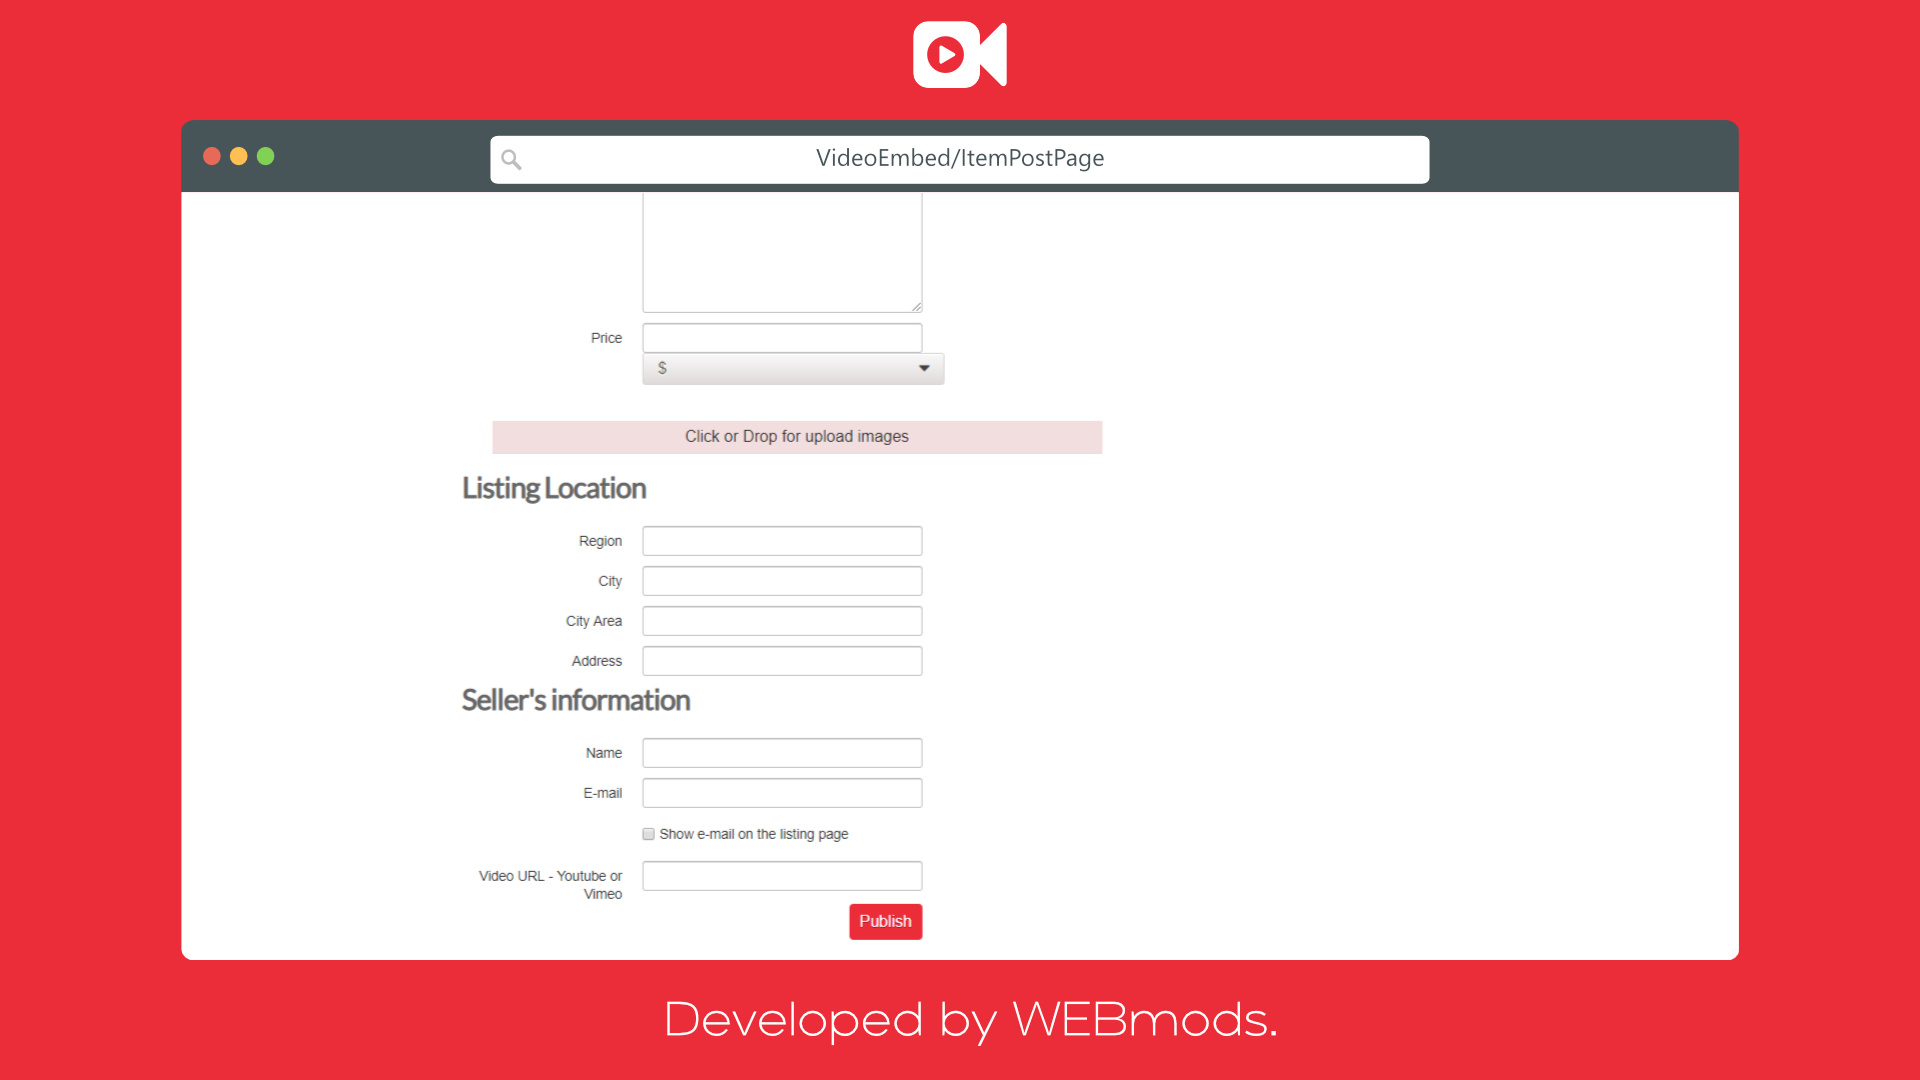 VideoEmbed/ItemPostPage
Price
$
Click or Drop for upload images
Listing Location
Region
City
City Area
Address
Seller's information
Name
E-mail
Show e-mail on the listing page
Video URL - Youtube or
Vimeo
Publish
Developed by WEBmods.